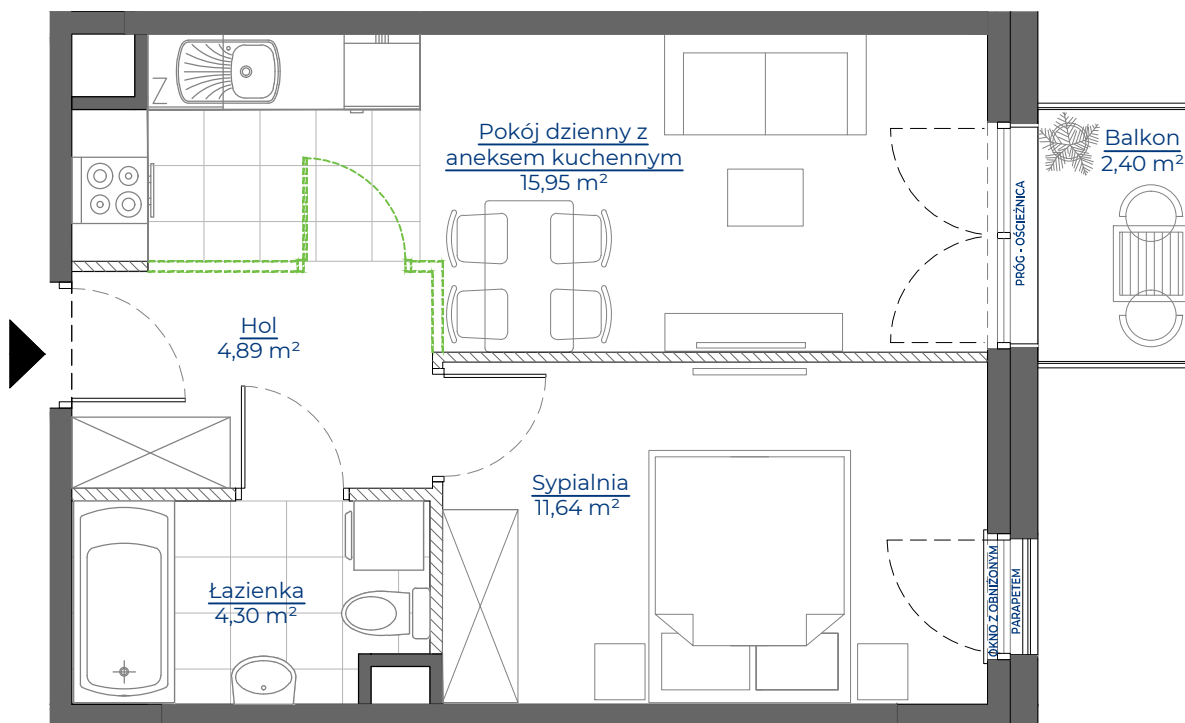 Pokój dzienny z
aneksem kuchennym
15,95 m²
Balkon
2,40 m²
PRÓG - OŚCIEŻNICA
Hol
4,89 m²
Sypialnia
11,64 m²
Łazienka
4,30 m²
OKNO Z OBNIŻONYM
PARAPETEM
Z